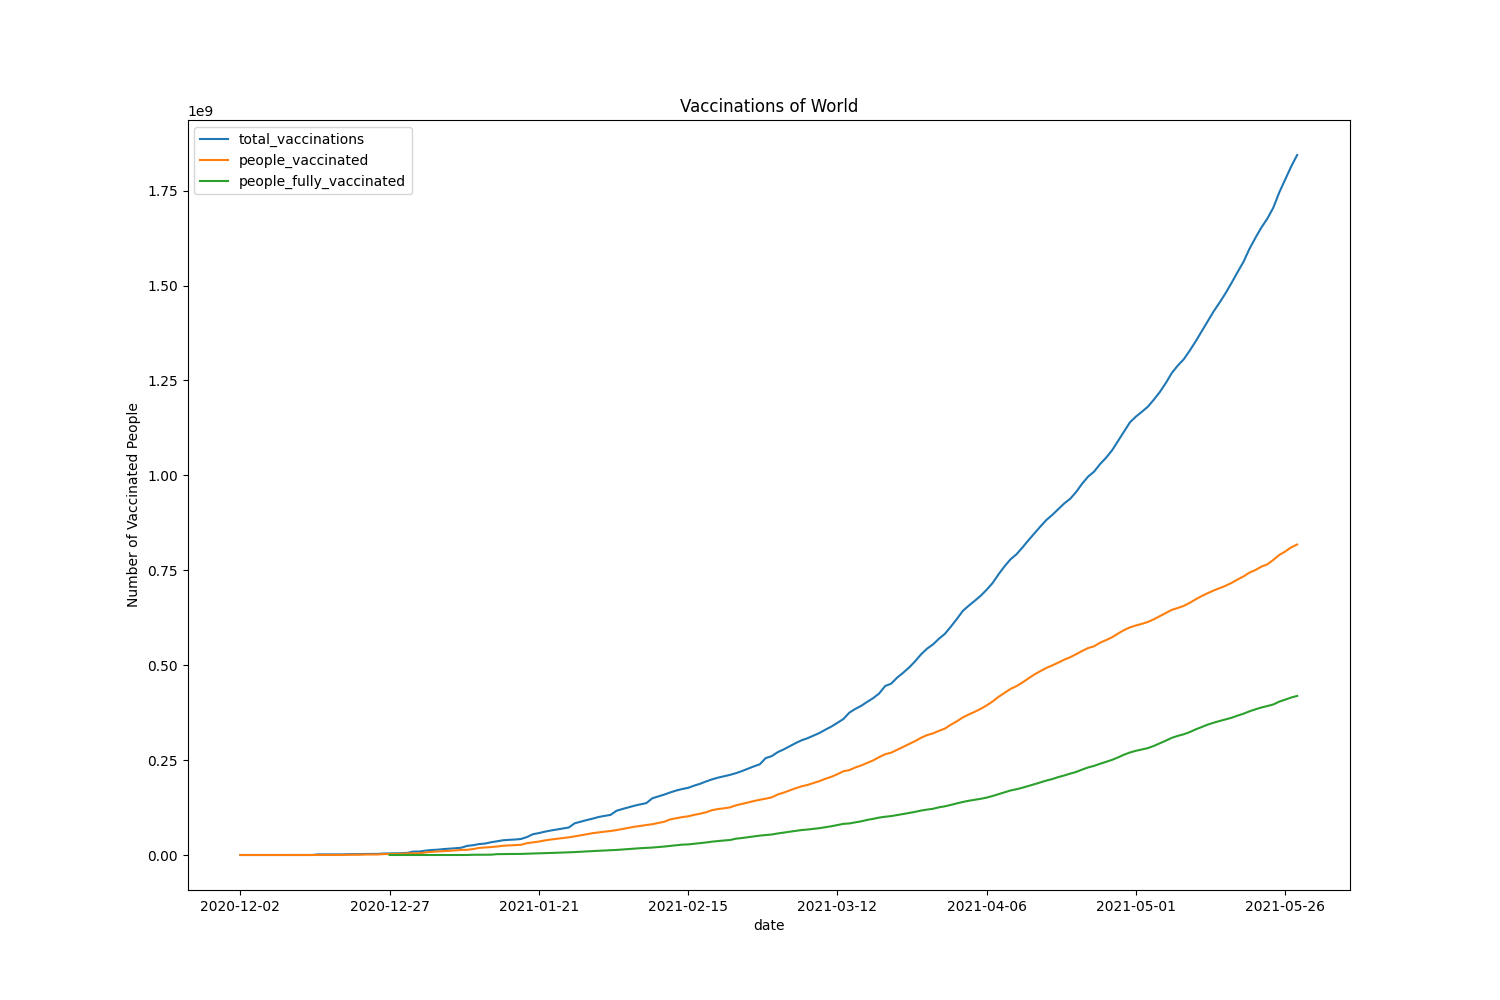 Vaccinations of World
1e9
total_vaccinations
people_vaccinated
people_fully_vaccinated
1.75
1.50
1.25
1.00
0.75
0.50
0.25
0.00
Number of Vaccinated People
2020-12-02 2020-12-27 2021-01-21 2021-02-15 2021-03-12 2021-04-06 2021-05-01 2021-05-26
date